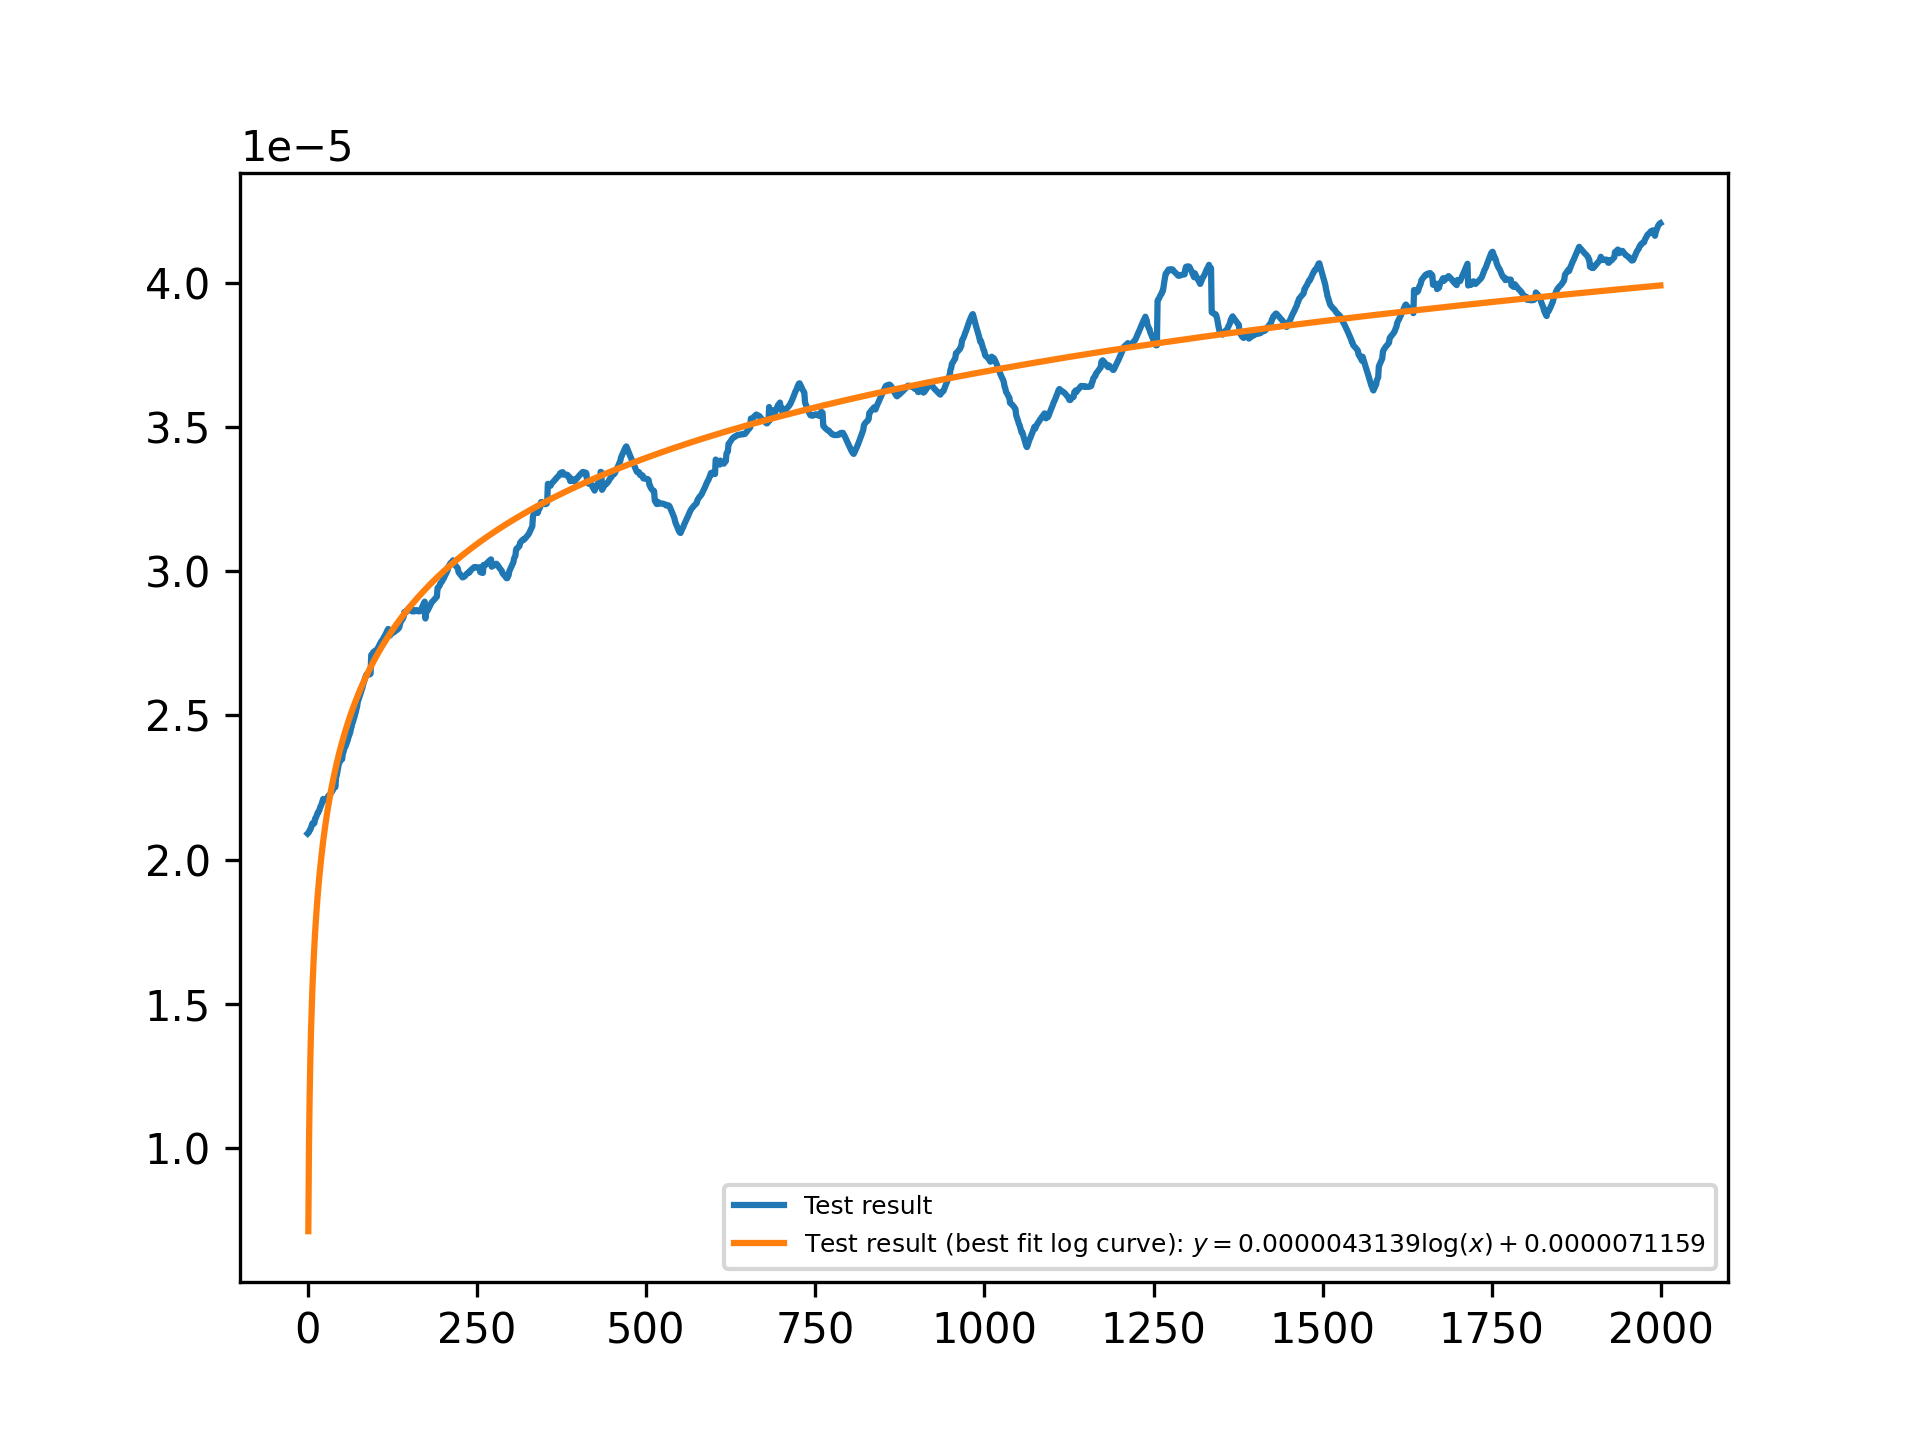 1e−5
4.0
3.5
3.0
2.5
2.0
1.5
1.0
Test result
Test result (best fit log curve): y = 0.0000043139log(x) + 0.0000071159
0 250 500 750 1000 1250 1500 1750 2000